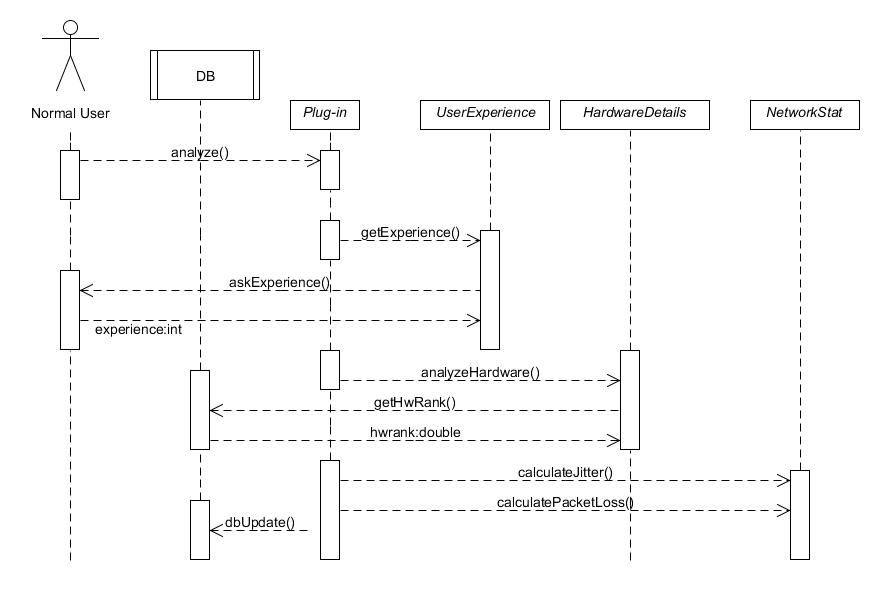 Normal User
DB
Plug-in
UserExperience
HardwareDetails
NetworkStat
analyze()
getExperience()
askExperience()
experience:int
analyzeHardware()
getHwRank()
hwrank:double
calculateJitter()
calculatePacketLoss()
dbUpdate()